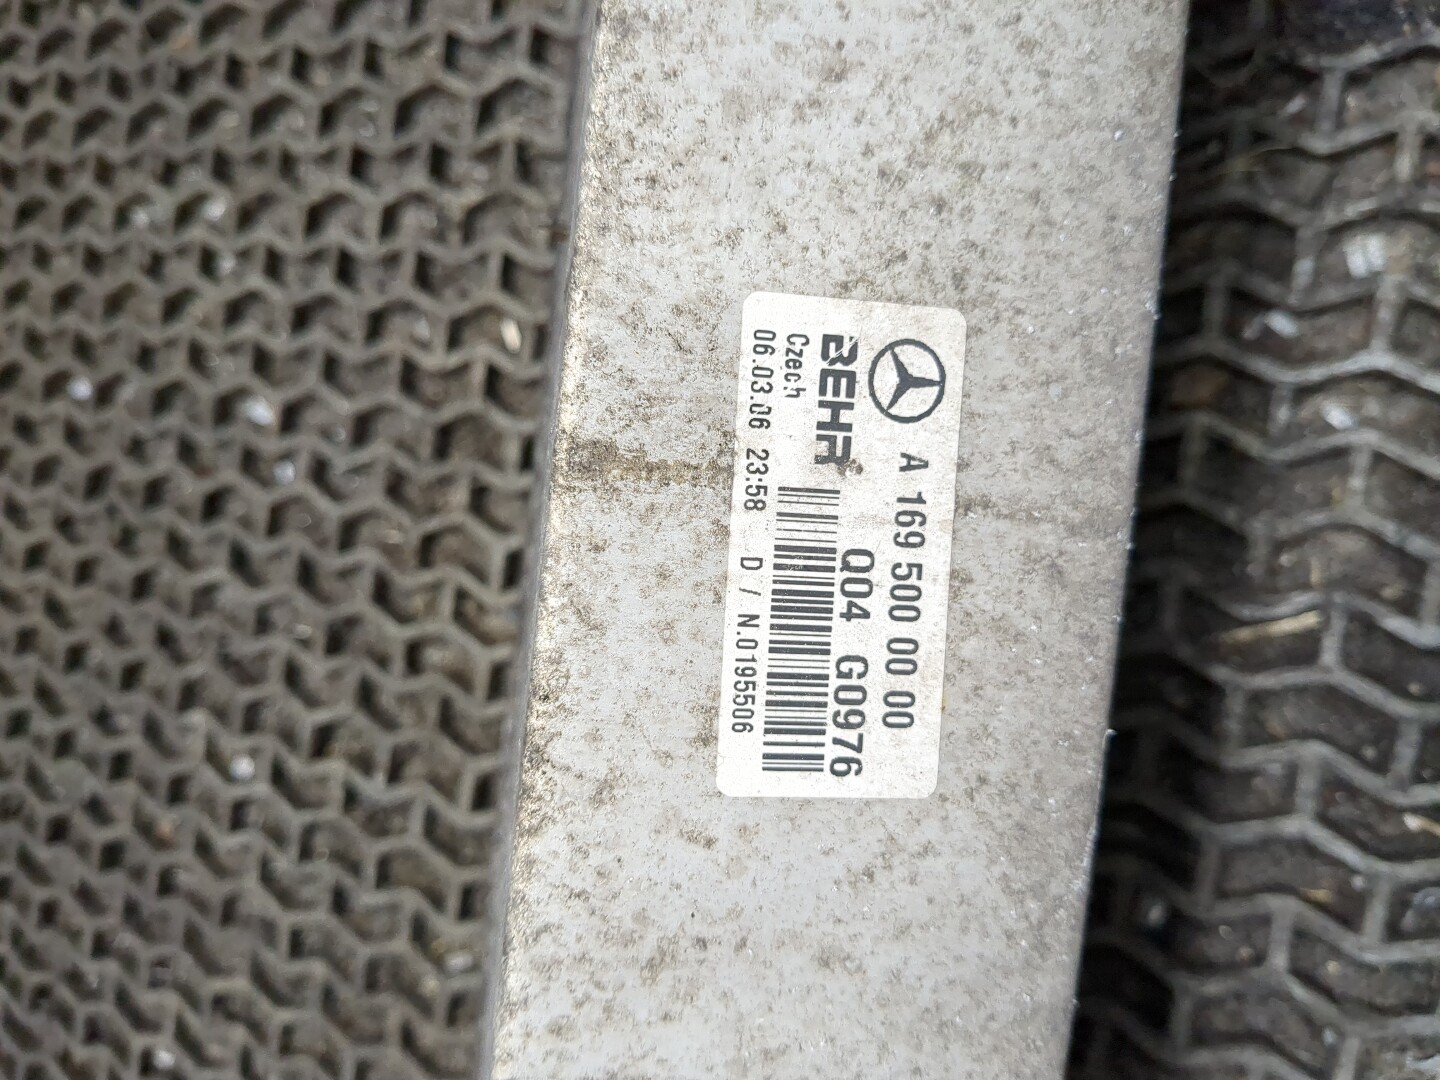 A 169 500 00 00
BEHR Q04 G0976
Czech
06.03.06 23:58 D / N.0195506